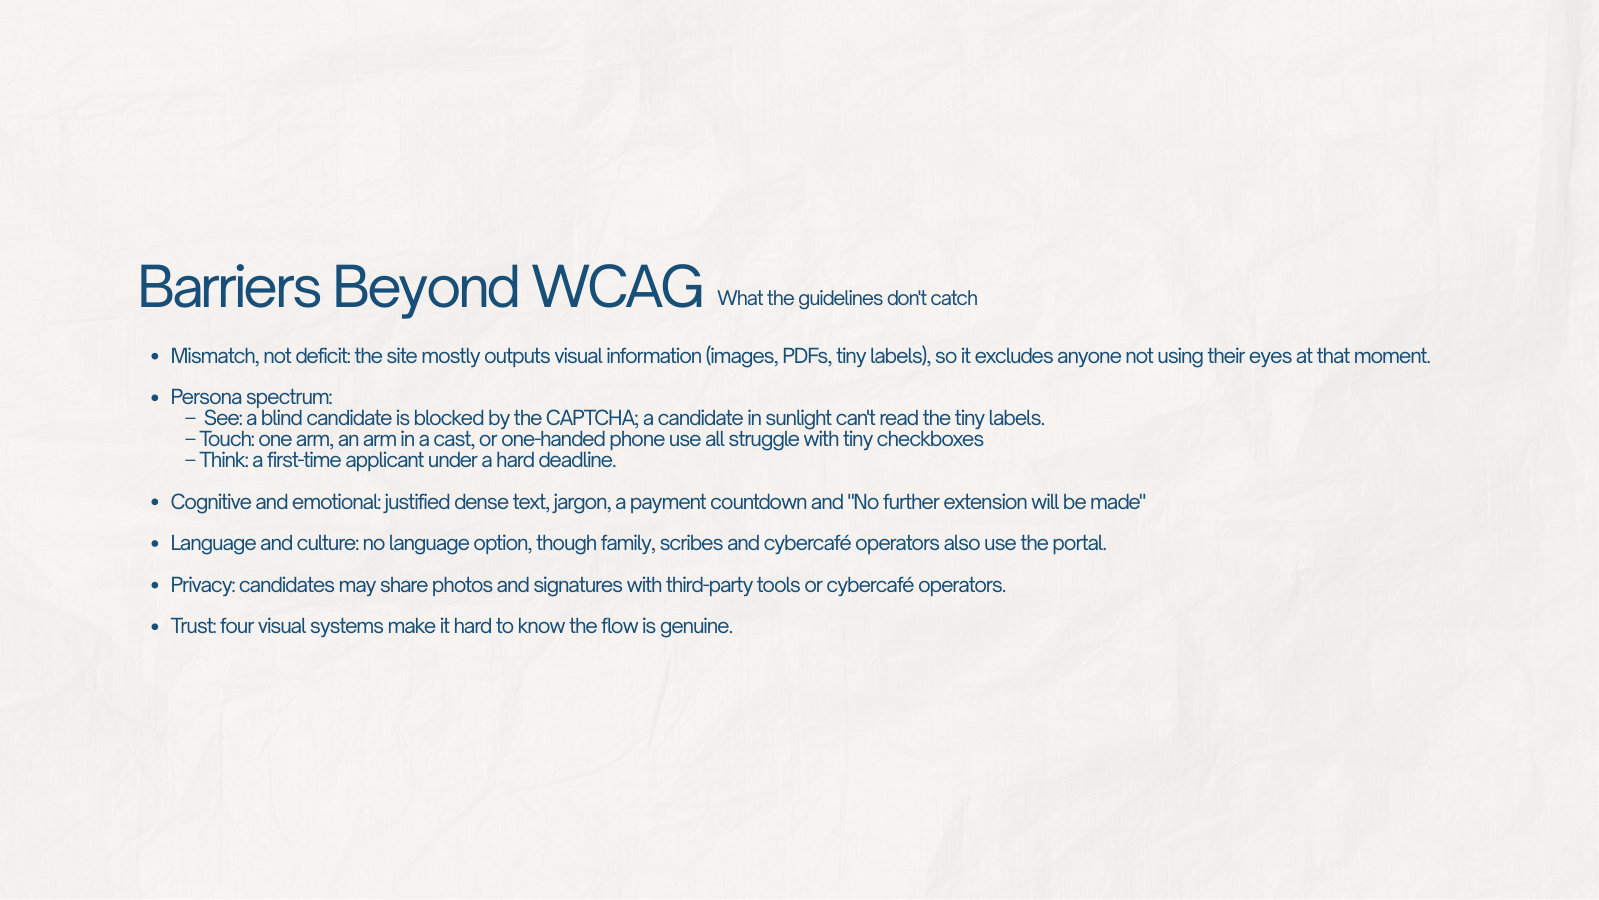 Barriers Beyond WCAG What the guidelines don't catch
• Mismatch, not deficit: the site mostly outputs visual information (images, PDFs, tiny labels), so it excludes anyone not using their eyes at that moment.
• Persona spectrum:
– See: a blind candidate is blocked by the CAPTCHA; a candidate in sunlight can't read the tiny labels.
– Touch: one arm, an arm in a cast, or one-handed phone use all struggle with tiny checkboxes
– Think: a first-time applicant under a hard deadline.
• Cognitive and emotional: justified dense text, jargon, a payment countdown and "No further extension will be made"
• Language and culture: no language option, though family, scribes and cybercafé operators also use the portal.
• Privacy: candidates may share photos and signatures with third-party tools or cybercafé operators.
• Trust: four visual systems make it hard to know the flow is genuine.